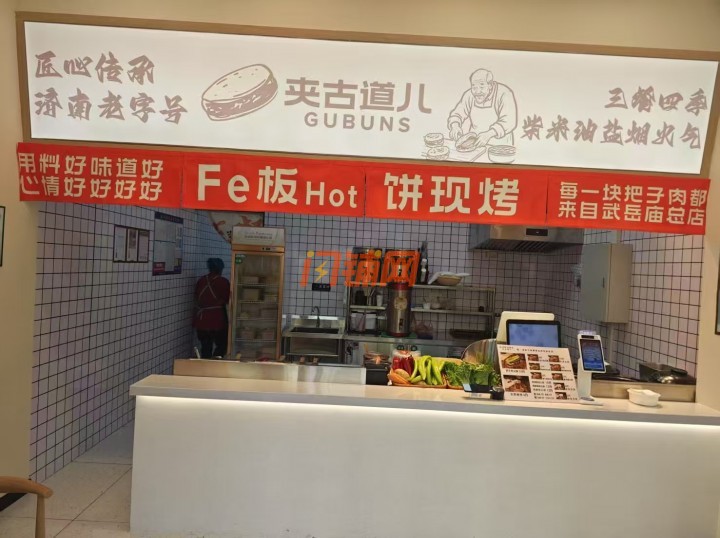 匠心传承
济南老字号
夹古道儿
GUBUNS
三餐四季
柴米油盐烟火气
用料好味道好
心情好好好好
Fe板Hot
饼现烤
每一块把子肉都
来自武岳庙总店
闪铺网